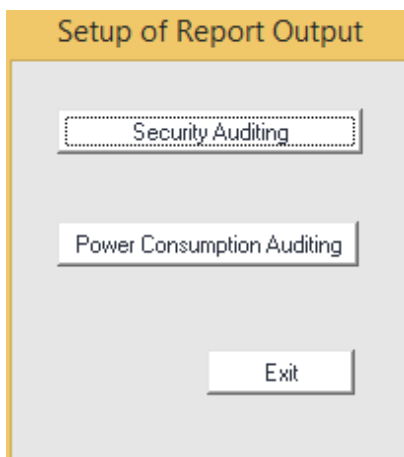 Setup of Report Output
Security Auditing
Power Consumption Auditing
Exit